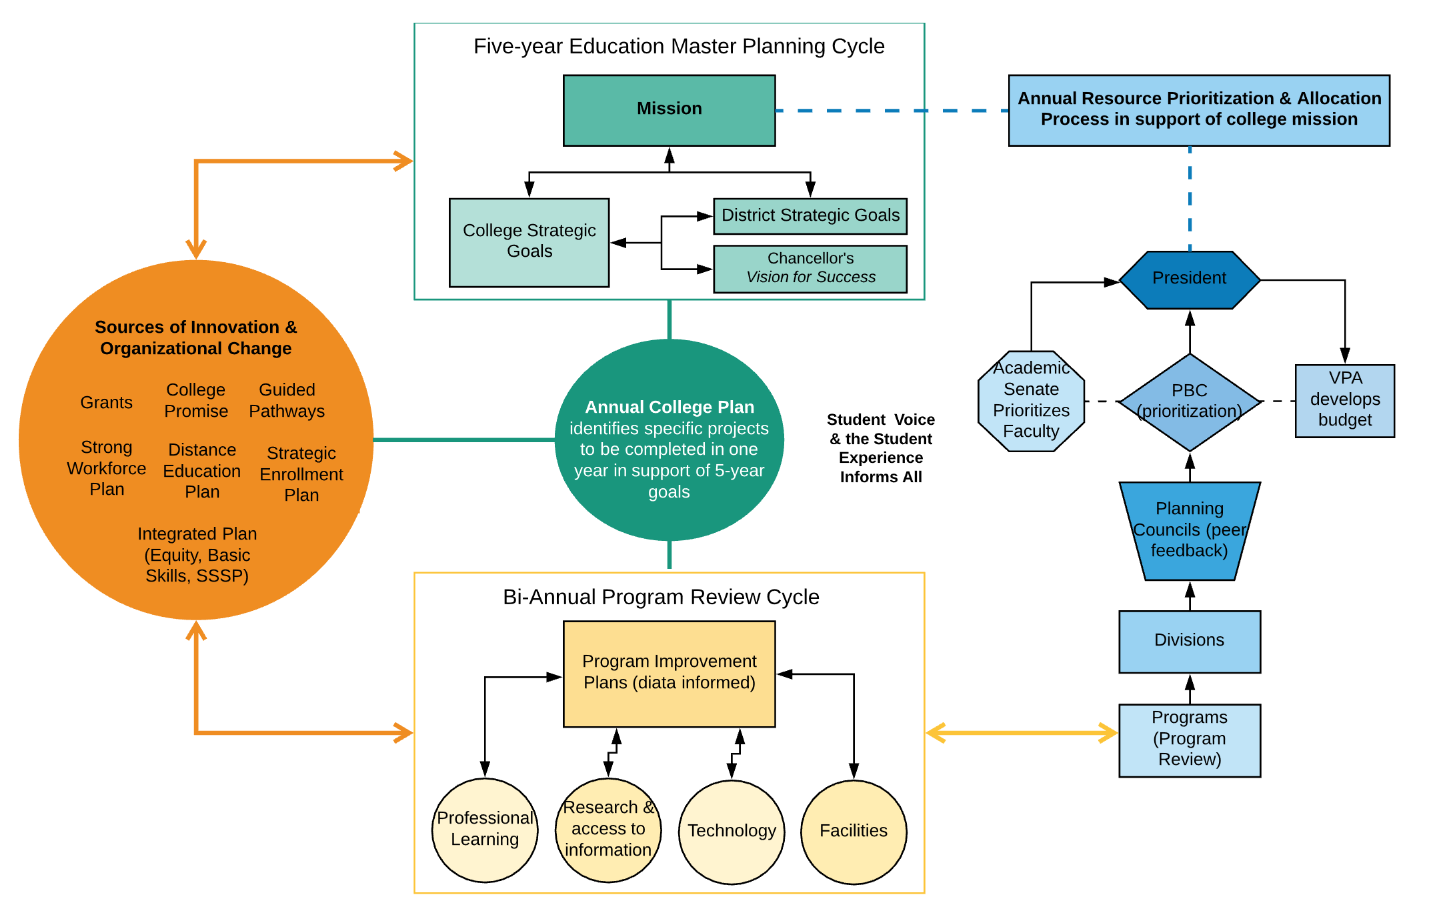 Five-year Education Master Planning Cycle
Mission
College Strategic
Goals
District Strategic Goals
Chancellor's
Vision for Success
Annual Resource Prioritization & Allocation
Process in support of college mission
Sources of Innovation &
Organizational Change
Grants
College
Promise
Guided
Pathways
Strong
Workforce
Plan
Distance
Education
Plan
Strategic
Enrollment
Plan
Integrated Plan
(Equity, Basic
Skills, SSSP)
Annual College Plan
identifies specific projects
to be completed in one
year in support of 5-year
goals
Student Voice
& the Student
Experience
Informs All
President
Academic
Senate
Prioritizes
Faculty
PBC
(prioritization)
VPA
develops
budget
Planning
Councils (peer
feedback)
Divisions
Programs
(Program
Review)
Bi-Annual Program Review Cycle
Program Improvement
Plans (diata informed)
Professional
Learning
Research &
access to
information
Technology
Facilities